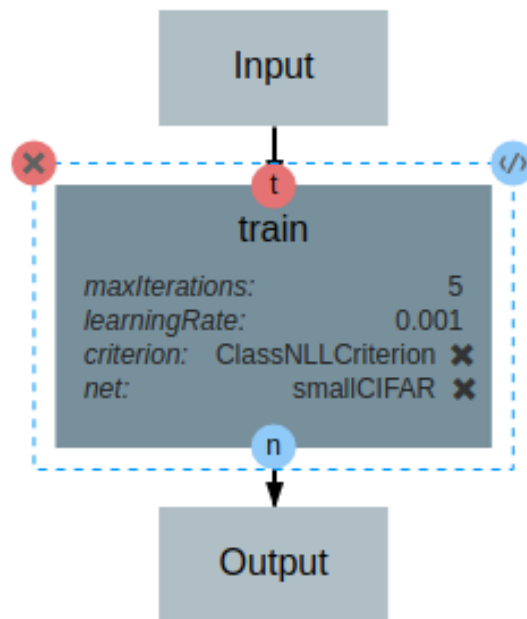 Input
</>
t
train
maxIterations: 5
learningRate: 0.001
criterion: ClassNLLCriterion ✖
net: smallCIFAR ✖
n
Output